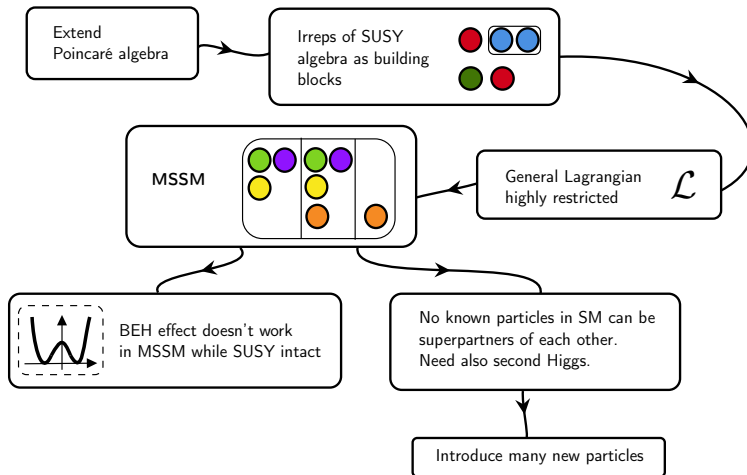 Extend
Poincaré algebra
Irreps of SUSY
algebra as building
blocks
General Lagrangian
highly restricted
ℒ
MSSM
BEH effect doesn't work
in MSSM while SUSY intact
No known particles in SM can be
superpartners of each other.
Need also second Higgs.
Introduce many new particles